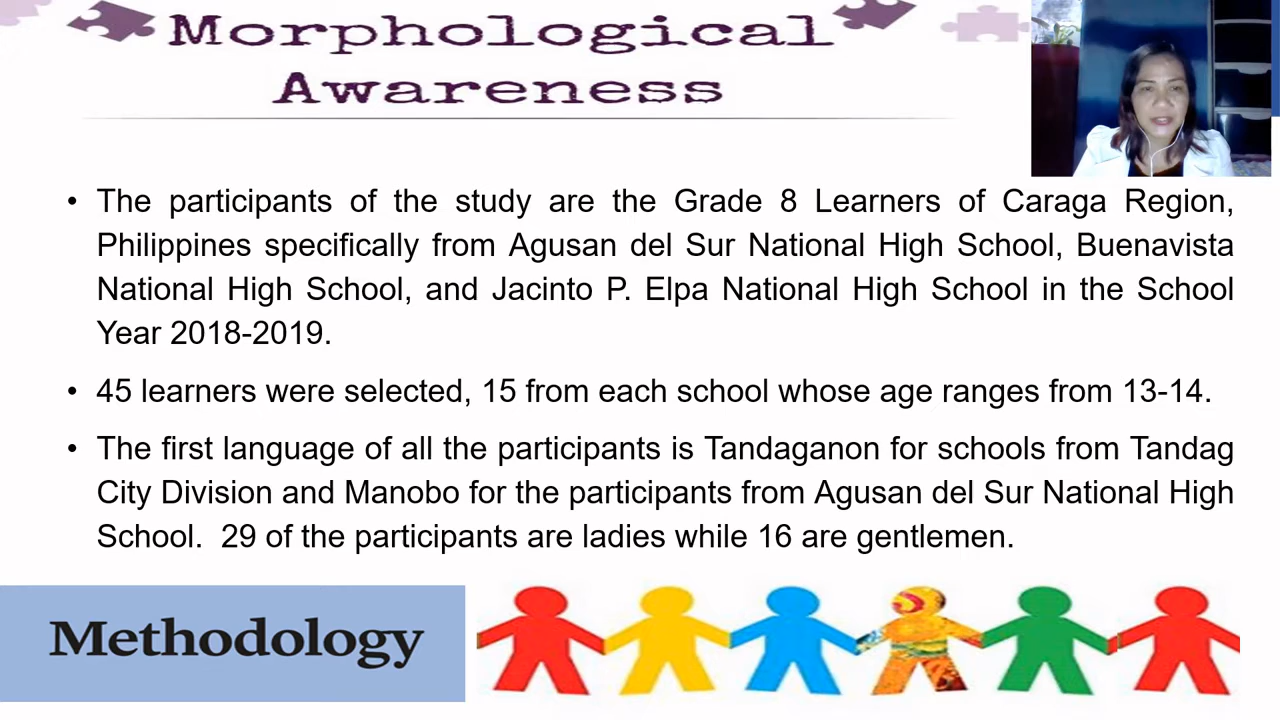 Morphological
Awareness
• The participants of the study are the Grade 8 Learners of Caraga Region,
Philippines specifically from Agusan del Sur National High School, Buenavista
National High School, and Jacinto P. Elpa National High School in the School
Year 2018-2019.
• 45 learners were selected, 15 from each school whose age ranges from 13-14.
• The first language of all the participants is Tandaganon for schools from Tandag
City Division and Manobo for the participants from Agusan del Sur National High
School.  29 of the participants are ladies while 16 are gentlemen.
Methodology